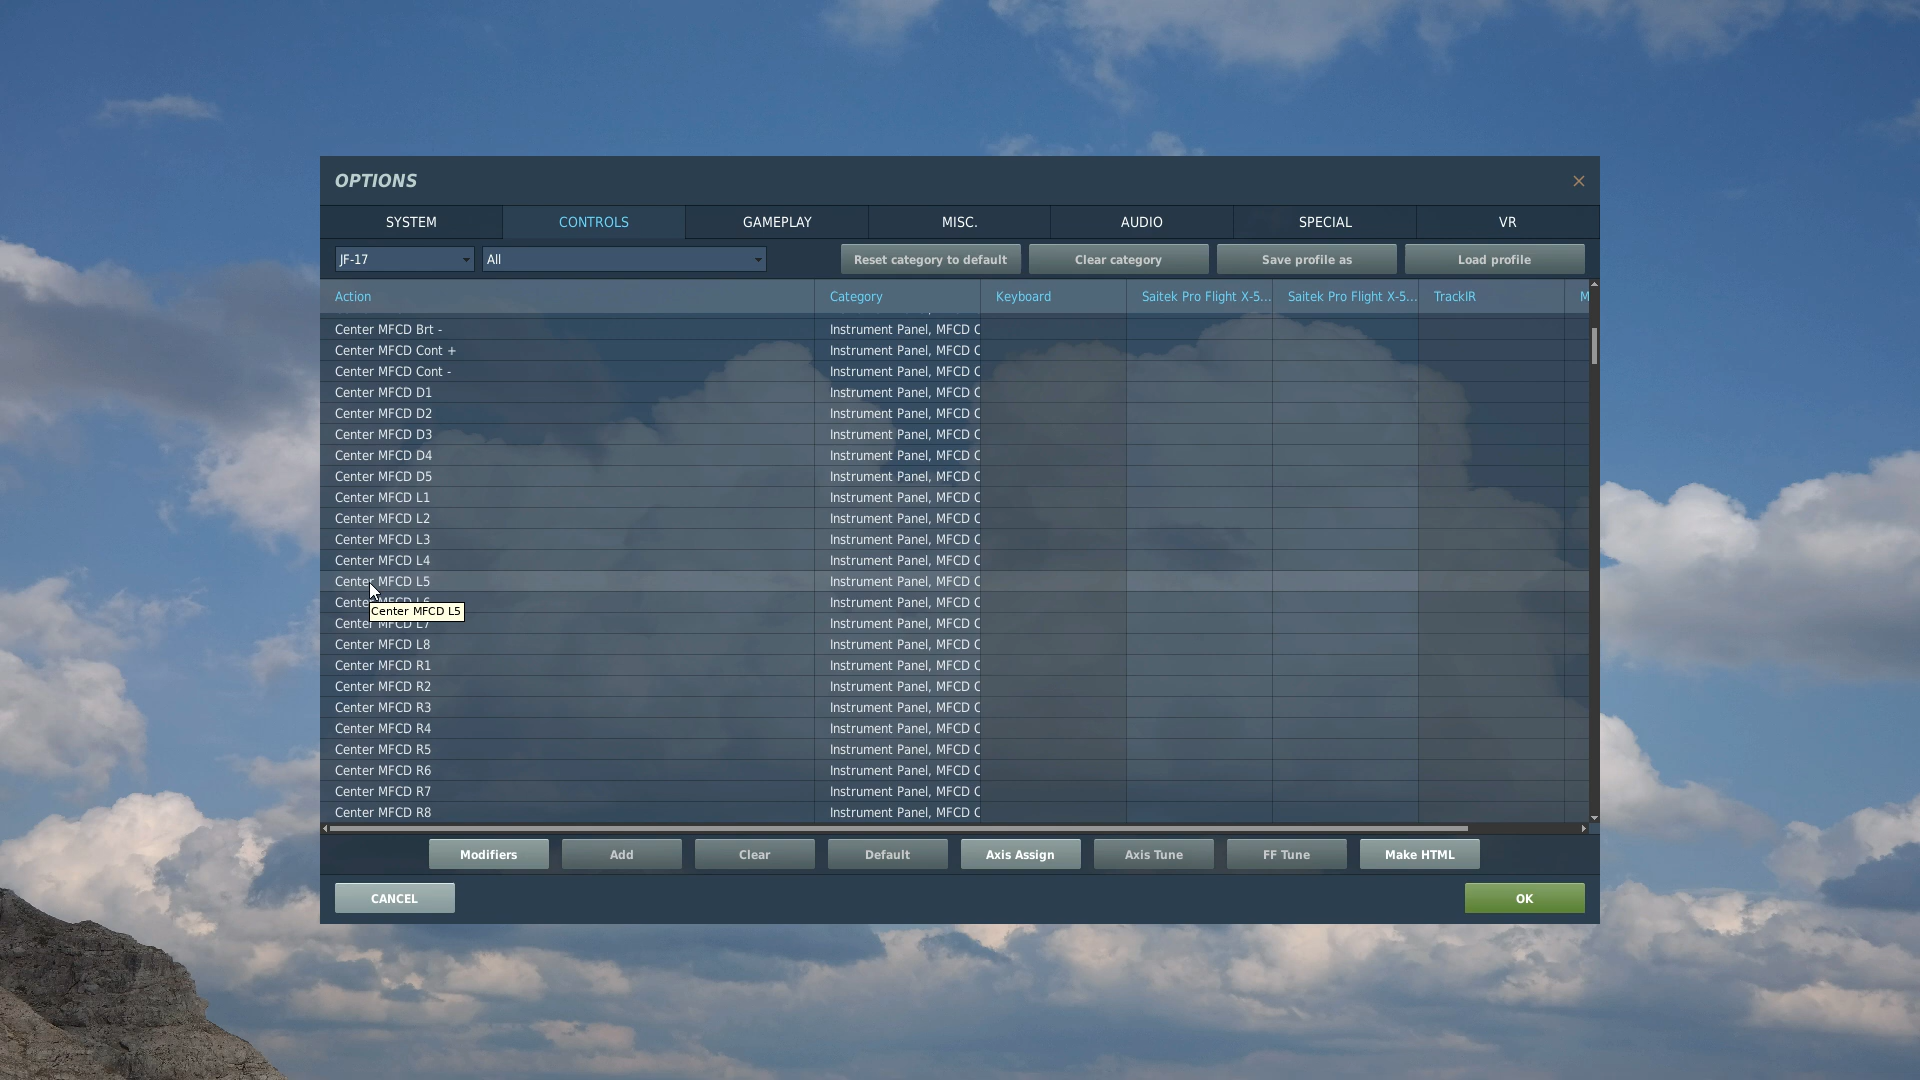 OPTIONS
SYSTEM CONTROLS GAMEPLAY MISC. AUDIO SPECIAL VR
JF-17 All Reset category to default Clear category Save profile as Load profile
Action Category Keyboard Saitek Pro Flight X-5... Saitek Pro Flight X-5... TrackIR M
Center MFCD Brt - Instrument Panel, MFCD C
Center MFCD Cont + Instrument Panel, MFCD C
Center MFCD Cont - Instrument Panel, MFCD C
Center MFCD D1 Instrument Panel, MFCD C
Center MFCD D2 Instrument Panel, MFCD C
Center MFCD D3 Instrument Panel, MFCD C
Center MFCD D4 Instrument Panel, MFCD C
Center MFCD D5 Instrument Panel, MFCD C
Center MFCD L1 Instrument Panel, MFCD C
Center MFCD L2 Instrument Panel, MFCD C
Center MFCD L3 Instrument Panel, MFCD C
Center MFCD L4 Instrument Panel, MFCD C
Center MFCD L5 Instrument Panel, MFCD C
Center MFCD L6 Instrument Panel, MFCD C
Center MFCD L5
Center MFCD L7 Instrument Panel, MFCD C
Center MFCD L8 Instrument Panel, MFCD C
Center MFCD R1 Instrument Panel, MFCD C
Center MFCD R2 Instrument Panel, MFCD C
Center MFCD R3 Instrument Panel, MFCD C
Center MFCD R4 Instrument Panel, MFCD C
Center MFCD R5 Instrument Panel, MFCD C
Center MFCD R6 Instrument Panel, MFCD C
Center MFCD R7 Instrument Panel, MFCD C
Center MFCD R8 Instrument Panel, MFCD C
Modifiers Add Clear Default Axis Assign Axis Tune FF Tune Make HTML
CANCEL OK